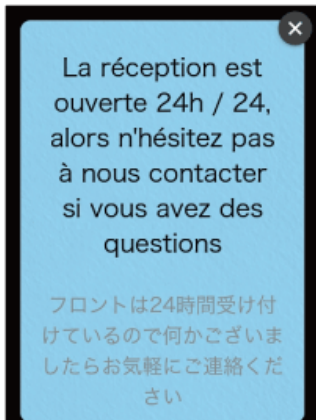 La réception est
ouverte 24h / 24,
alors n'hésitez pas
à nous contacter
si vous avez des
questions
フロントは24時間受け付
けているので何かございま
したらお気軽にご連絡くだ
さい